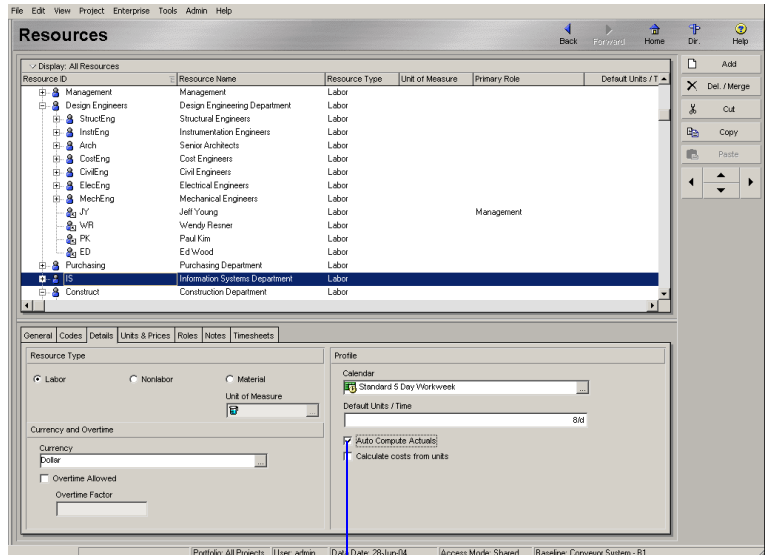 File Edit View Project Enterprise Tools Admin Help
Resources
Back Forward Home Dir. Help
Display: All Resources
Resource ID Resource Name Resource Type Unit of Measure Primary Role Default Units / T
Management Management Labor
Design Engineers Design Engineering Department Labor
StructEng Structural Engineers Labor
InstrEng Instrumentation Engineers Labor
Arch Senior Architects Labor
CostEng Cost Engineers Labor
CivilEng Civil Engineers Labor
ElecEng Electrical Engineers Labor
MechEng Mechanical Engineers Labor
JY Jeff Young Labor Management
WR Wendy Resner Labor
PK Paul Kim Labor
ED Ed Wood Labor
Purchasing Purchasing Department Labor
IS Information Systems Department Labor
Construct Construction Department Labor
Add
Del. / Merge
Cut
Copy
Paste
General Codes Details Units & Prices Roles Notes Timesheets
Resource Type
Labor Nonlabor Material
Unit of Measure
...
Currency and Overtime
Currency
Dollar ...
Overtime Allowed
Overtime Factor
Profile
Calendar
Standard 5 Day Workweek ...
Default Units / Time
8/d
Auto Compute Actuals
Calculate costs from units
Portfolio: All Projects User: admin Data Date: 28-Jun-04 Access Mode: Shared Baseline: Conveyor System - B1